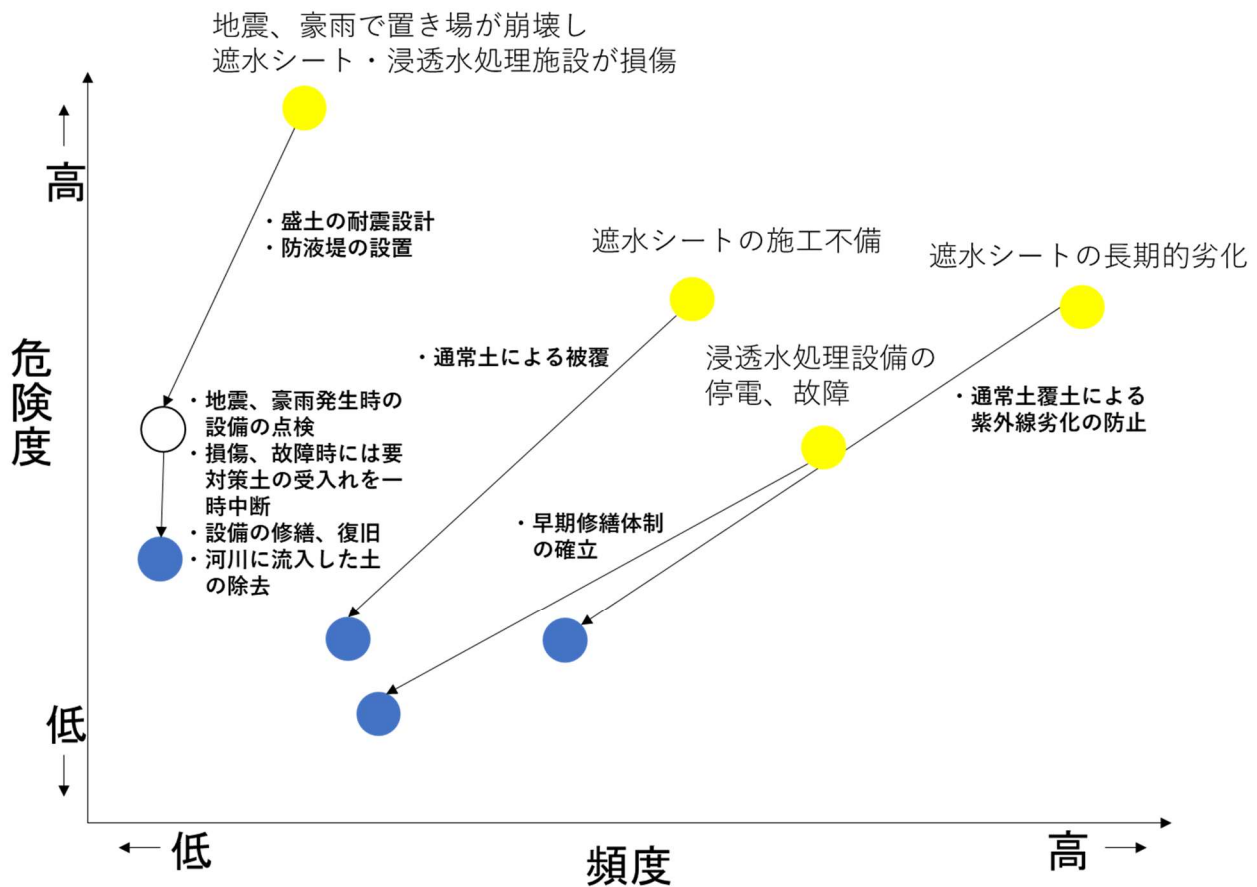 地震、豪雨で置き場が崩壊し
遮水シート・浸透水処理施設が損傷
高
・盛土の耐震設計
・防液堤の設置
遮水シートの施工不備
遮水シートの長期的劣化
・通常土による被覆
浸透水処理設備の
停電、故障
・通常土覆土による
紫外線劣化の防止
危険度
・地震、豪雨発生時の
設備の点検
・損傷、故障時には要
対策土の受入れを一
時中断
・設備の修繕、復旧
・河川に流入した土
の除去
・早期修繕体制
の確立
低
低
頻度
高